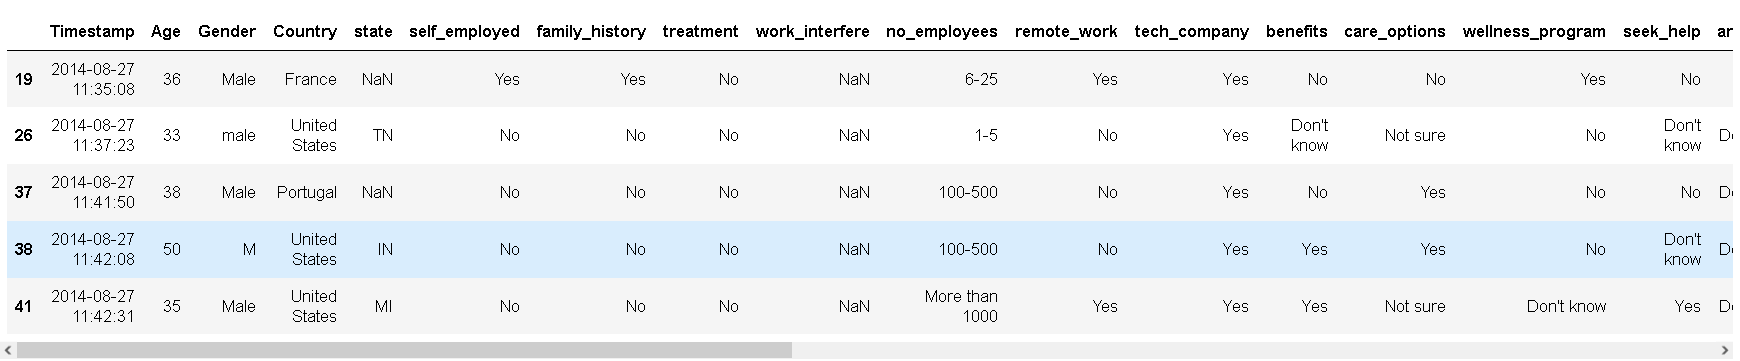 Timestamp Age Gender Country state self_employed family_history treatment work_interfere no_employees remote_work tech_company benefits care_options wellness_program seek_help
19 2014-08-27 11:35:08 36 Male France NaN Yes Yes No NaN 6-25 Yes Yes No No Yes No
26 2014-08-27 11:37:23 33 male United States TN No No No NaN 1-5 No Yes Don't know Not sure No Don't know
37 2014-08-27 11:41:50 38 Male Portugal NaN No No No NaN 100-500 No Yes No Yes No No
38 2014-08-27 11:42:08 50 M United States IN No No No NaN 100-500 No Yes Yes Yes No Don't know
41 2014-08-27 11:42:31 35 Male United States MI No No No NaN More than 1000 Yes Yes Yes Not sure Don't know Yes